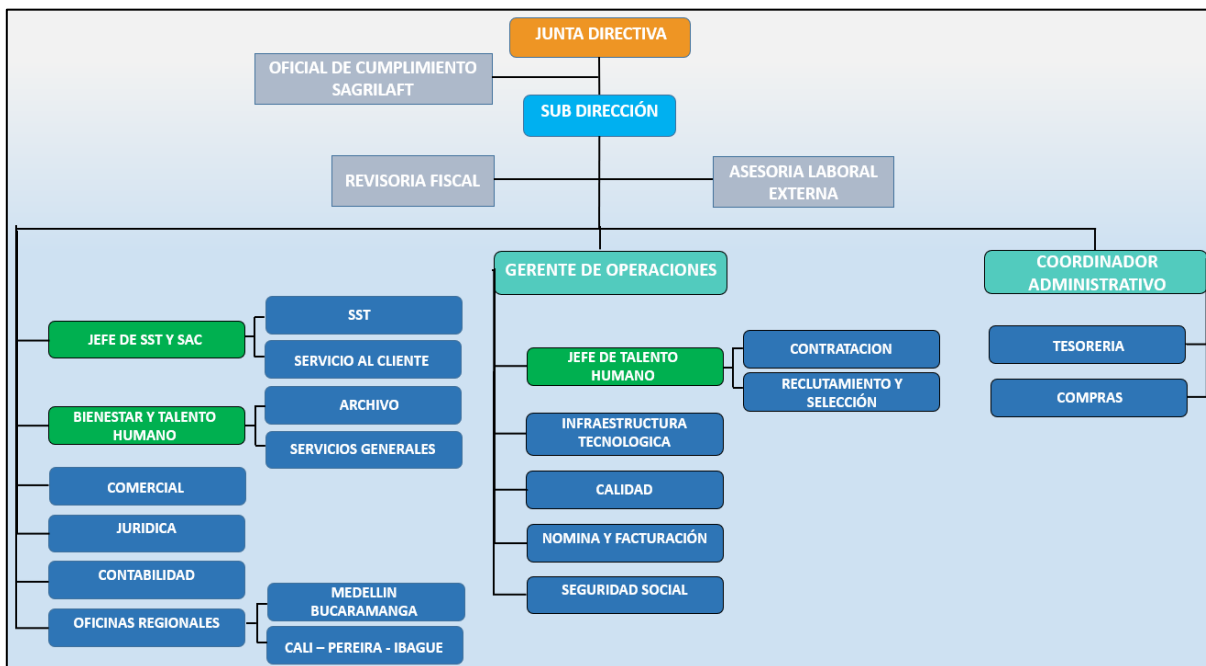 JUNTA DIRECTIVA
OFICIAL DE CUMPLIMIENTO
SAGRILAFT
SUB DIRECCIÓN
REVISORIA FISCAL
ASESORIA LABORAL
EXTERNA
GERENTE DE OPERACIONES
COORDINADOR
ADMINISTRATIVO
JEFE DE SST Y SAC
SST
SERVICIO AL CLIENTE
BIENESTAR Y TALENTO
HUMANO
ARCHIVO
SERVICIOS GENERALES
COMERCIAL
JURIDICA
CONTABILIDAD
OFICINAS REGIONALES
MEDELLIN
BUCARAMANGA
CALI – PEREIRA - IBAGUE
JEFE DE TALENTO
HUMANO
CONTRATACION
RECLUTAMIENTO Y
SELECCIÓN
INFRAESTRUCTURA
TECNOLOGICA
CALIDAD
NOMINA Y FACTURACIÓN
SEGURIDAD SOCIAL
TESORERIA
COMPRAS